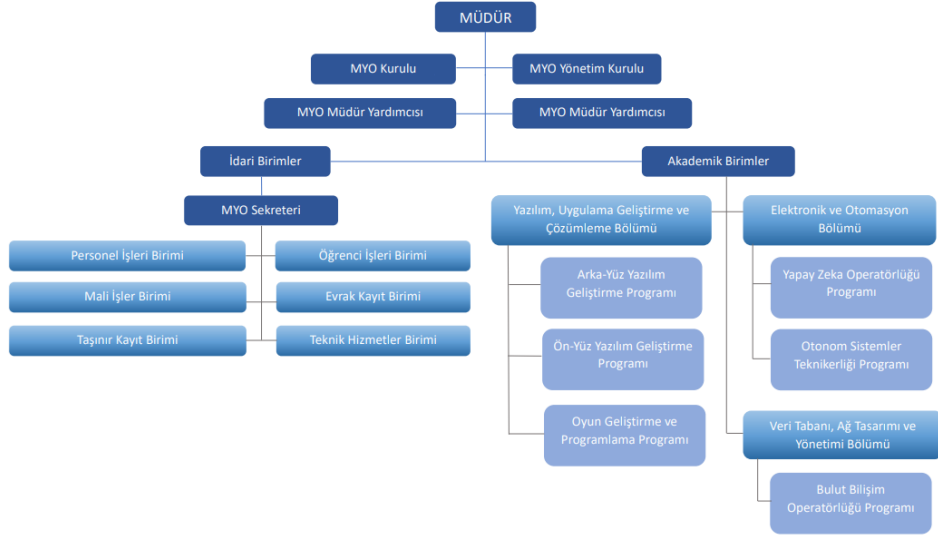 MÜDÜR
MYO Kurulu
MYO Yönetim Kurulu
MYO Müdür Yardımcısı
MYO Müdür Yardımcısı
İdari Birimler
Akademik Birimler
MYO Sekreteri
Personel İşleri Birimi
Öğrenci İşleri Birimi
Mali İşler Birimi
Evrak Kayıt Birimi
Taşınır Kayıt Birimi
Teknik Hizmetler Birimi
Yazılım, Uygulama Geliştirme ve
Çözümleme Bölümü
Arka-Yüz Yazılım
Geliştirme Programı
Ön-Yüz Yazılım Geliştirme
Programı
Oyun Geliştirme ve
Programlama Programı
Elektronik ve Otomasyon
Bölümü
Yapay Zeka Operatörlüğü
Programı
Otonom Sistemler
Teknikerliği Programı
Veri Tabanı, Ağ Tasarımı ve
Yönetimi Bölümü
Bulut Bilişim
Operatörlüğü Programı